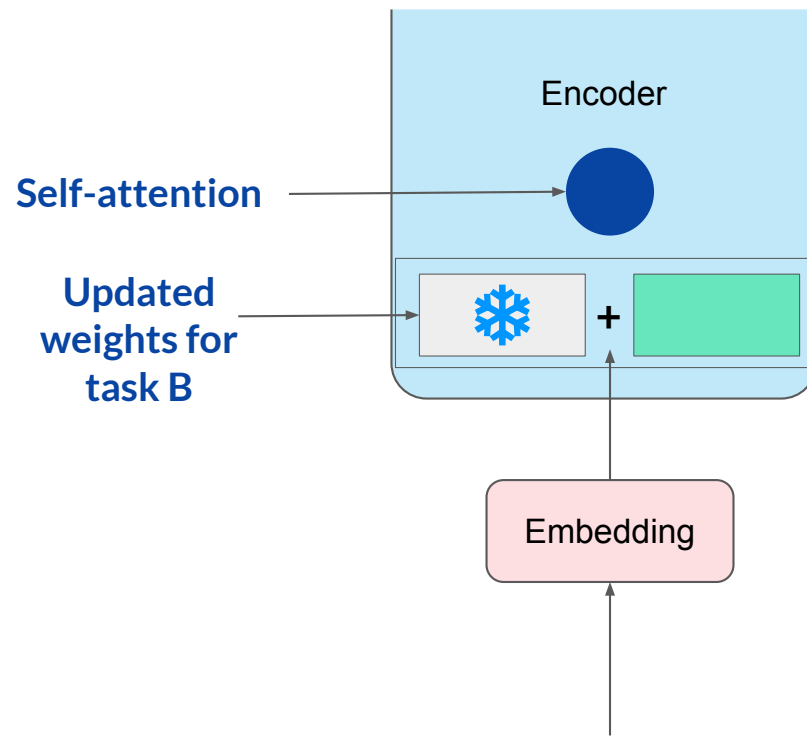 Encoder
Self-attention
Updated
weights for
task B
+
Embedding